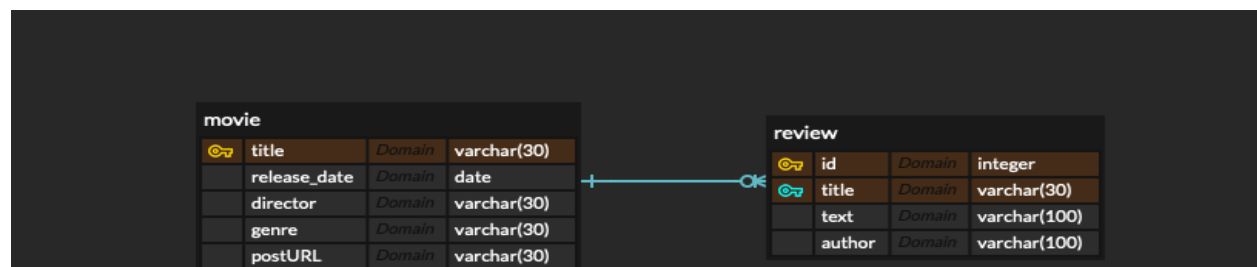 movie
title Domain varchar(30)
release_date Domain date
director Domain varchar(30)
genre Domain varchar(30)
postURL Domain varchar(30)
review
id Domain integer
title Domain varchar(30)
text Domain varchar(100)
author Domain varchar(100)